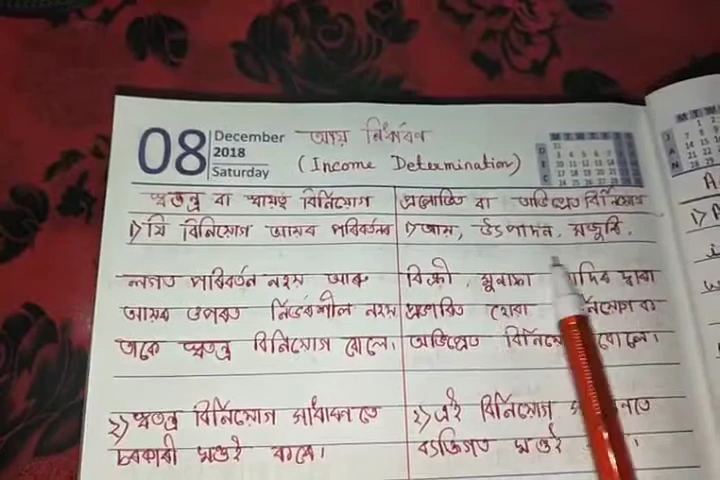 08 December 2018 Saturday
আয় নিৰ্ধাৰণ
(Income Determination)
স্বতন্ত্ৰ বা স্বায়ত্ব বিনিয়োগ
১) যি বিনিয়োগ আয়ৰ পৰিবৰ্তনৰ
লগত পৰিবৰ্তন নহয় আৰু
আয়ৰ ওপৰত নিৰ্ভৰশীল নহয়
তাকে স্বতন্ত্ৰ বিনিয়োগ বোলে।
২) স্বতন্ত্ৰ বিনিয়োগ সাধাৰণতে
চৰকাৰী খণ্ডই কৰে।
প্ৰলোভিত বা অভিপ্ৰেত বিনিয়োগ
১) আয়, উৎপাদন, মজুৰি,
বিক্ৰী, মুনাফা দ্বাৰা
প্ৰভাৱিত হোৱা
অভিপ্ৰেত বোলে।
২) এই বিনিয়োগ
ব্যক্তিগত খণ্ডই